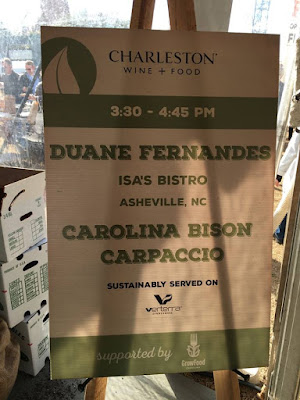 CHARLESTON
WINE + FOOD
3:30 - 4:45 PM
DUANE FERNANDES
ISA'S BISTRO
ASHEVILLE, NC
CAROLINA BISON
CARPACCIO
SUSTAINABLY SERVED ON
verterra
supported by
GrowFood